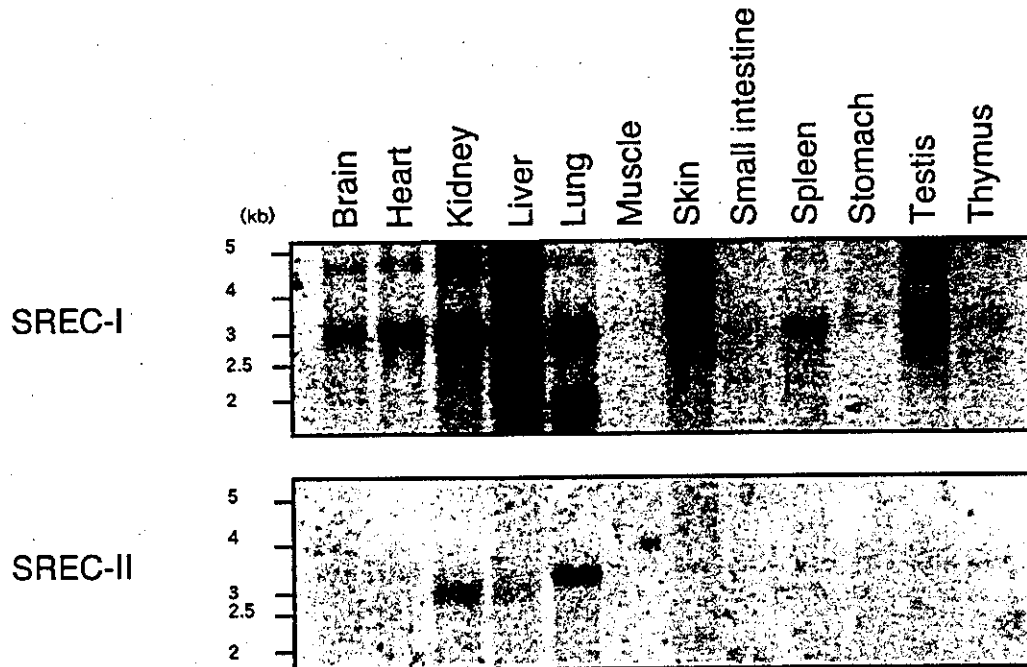 Brain
Heart
Kidney
Liver
Lung
Muscle
Skin
Small intestine
Spleen
Stomach
Testis
Thymus
(kb)
SREC-I
5
4
3
2.5
2
SREC-II
5
4
3
2.5
2